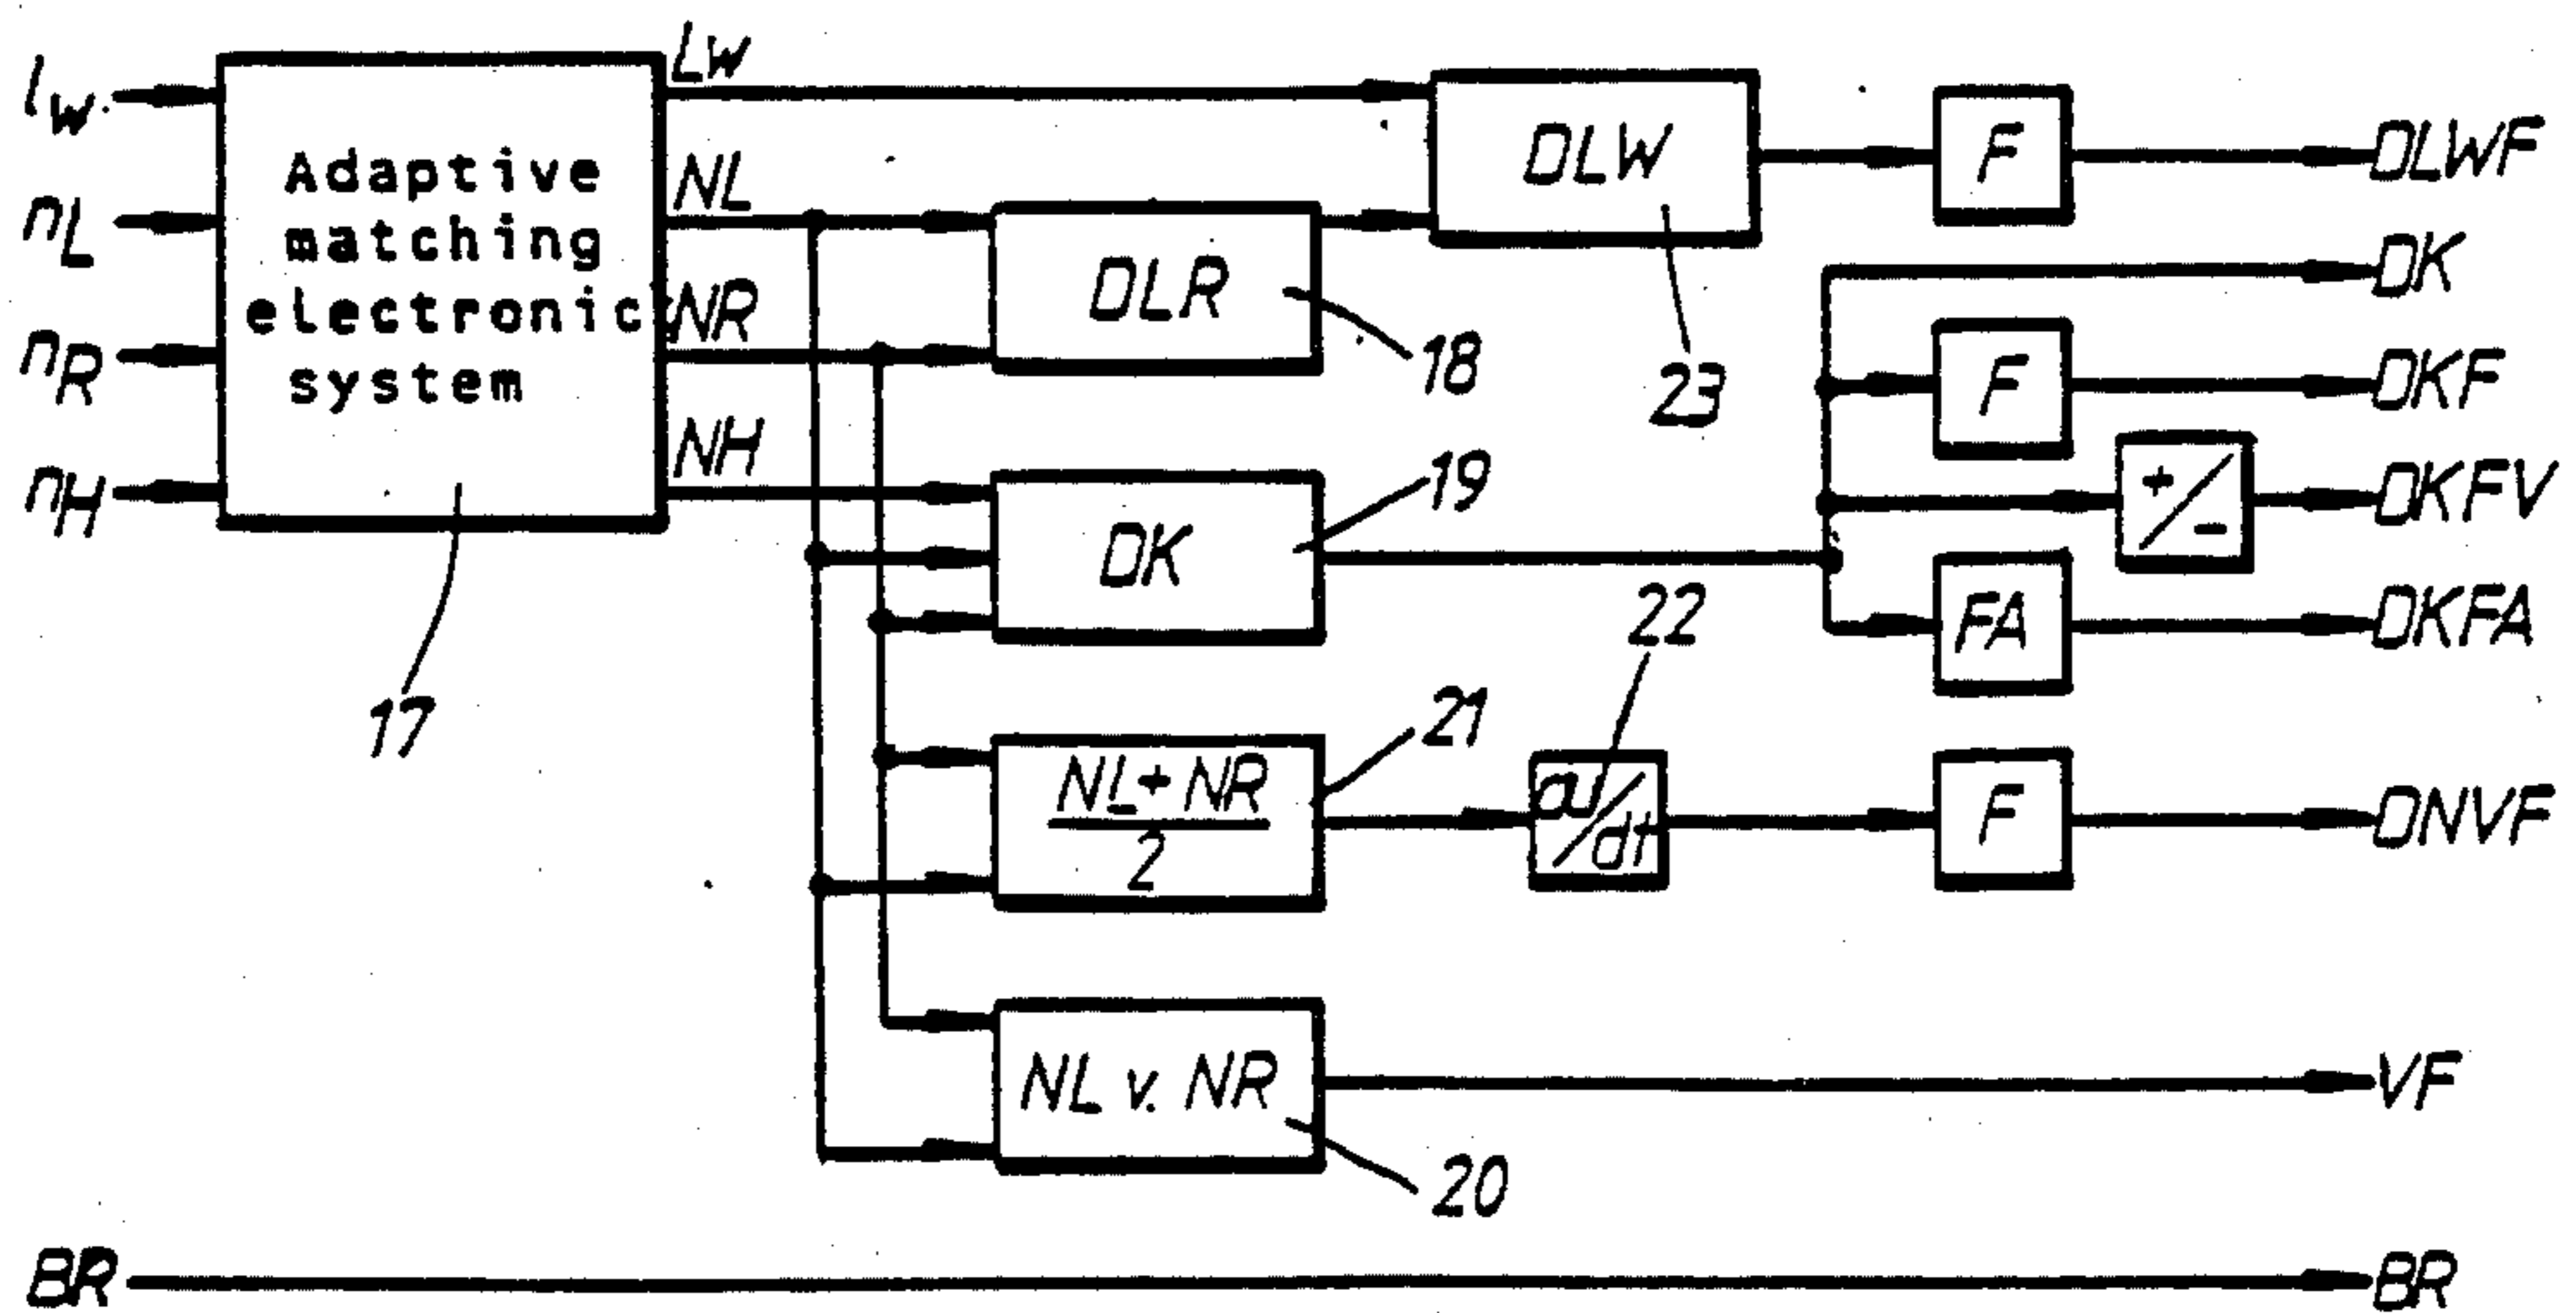 lw
LW
DLW
F
DLWF
Adaptive
matching
electronic
system
nL
NL
DLR
18
23
DK
nR
NR
F
DKF
nH
NH
DK
19
+/-
DKFV
FA
DKFA
17
22
21
NL + NR
2
d/dt
F
DNVF
NL v. NR
20
VF
BR
BR